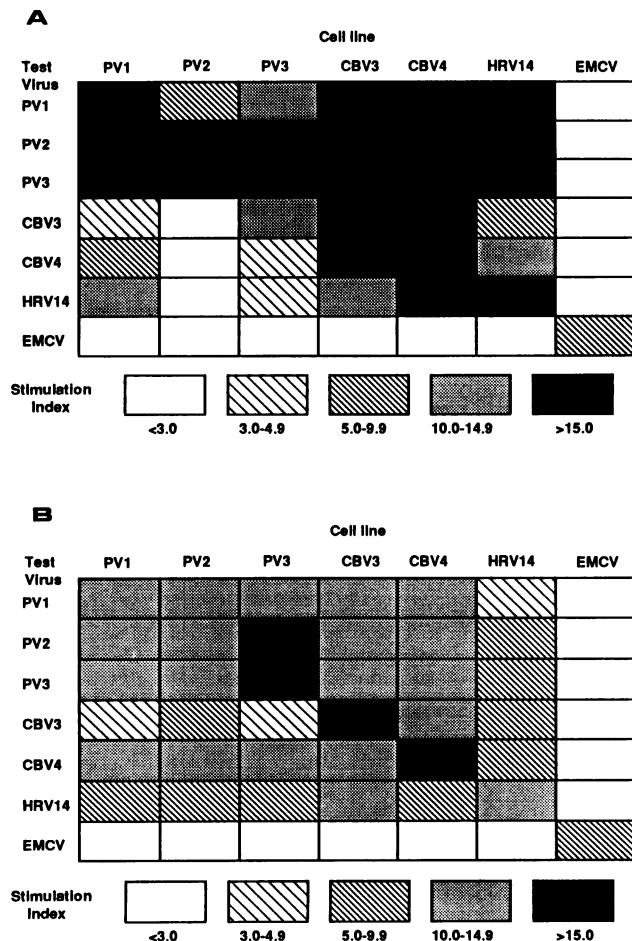 A
Cell line
Test Virus PV1 PV2 PV3 CBV3 CBV4 HRV14 EMCV
PV1
PV2
PV3
CBV3
CBV4
HRV14
EMCV
Stimulation Index
<3.0 3.0-4.9 5.0-9.9 10.0-14.9 >15.0
B
Cell line
Test Virus PV1 PV2 PV3 CBV3 CBV4 HRV14 EMCV
PV1
PV2
PV3
CBV3
CBV4
HRV14
EMCV
Stimulation Index
<3.0 3.0-4.9 5.0-9.9 10.0-14.9 >15.0